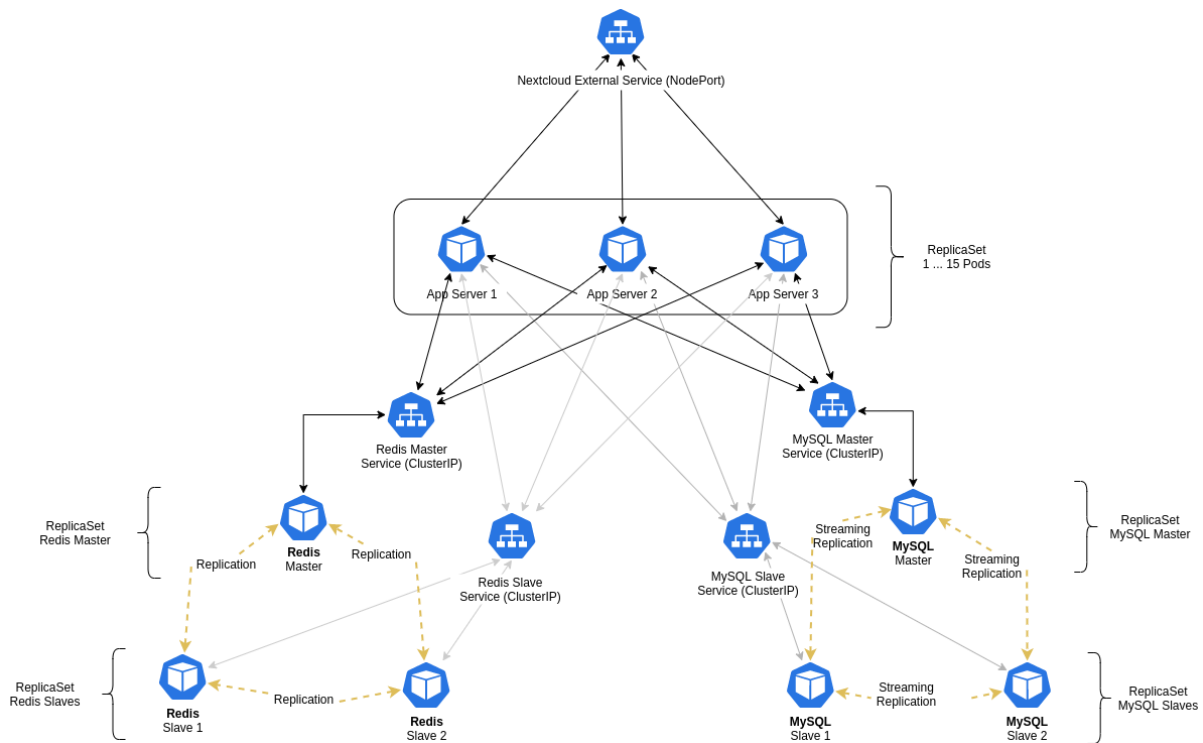 Nextcloud External Service (NodePort)
App Server 1
App Server 2
App Server 3
ReplicaSet
1 ... 15 Pods
Redis Master
Service (ClusterIP)
MySQL Master
Service (ClusterIP)
ReplicaSet
Redis Master
Redis
Master
Replication
Replication
Redis Slave
Service (ClusterIP)
MySQL Slave
Service (ClusterIP)
Streaming
Replication
MySQL
Master
Streaming
Replication
ReplicaSet
MySQL Master
ReplicaSet
Redis Slaves
Redis
Slave 1
Replication
Redis
Slave 2
MySQL
Slave 1
Streaming
Replication
MySQL
Slave 2
ReplicaSet
MySQL Slaves